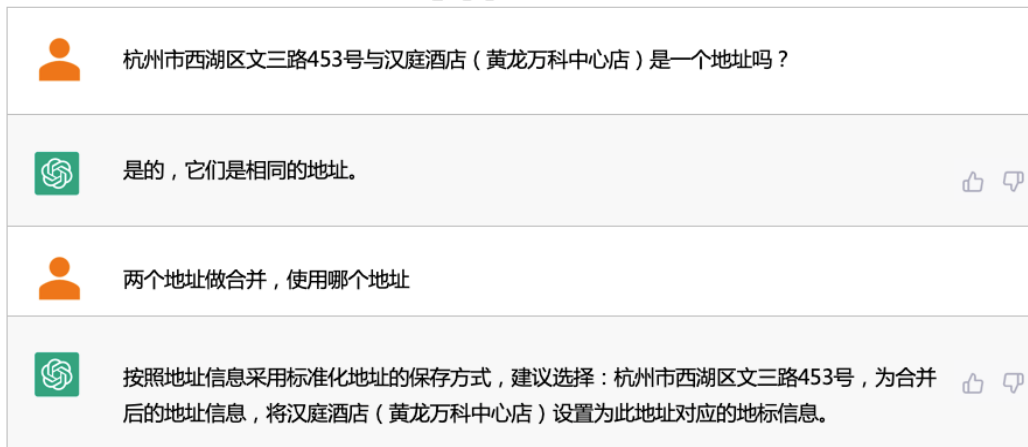 杭州市西湖区文三路453号与汉庭酒店（黄龙万科中心店）是一个地址吗？
是的，它们是相同的地址。
两个地址做合并，使用哪个地址
按照地址信息采用标准化地址的保存方式，建议选择：杭州市西湖区文三路453号，为合并
后的地址信息，将汉庭酒店（黄龙万科中心店）设置为此地址对应的地标信息。